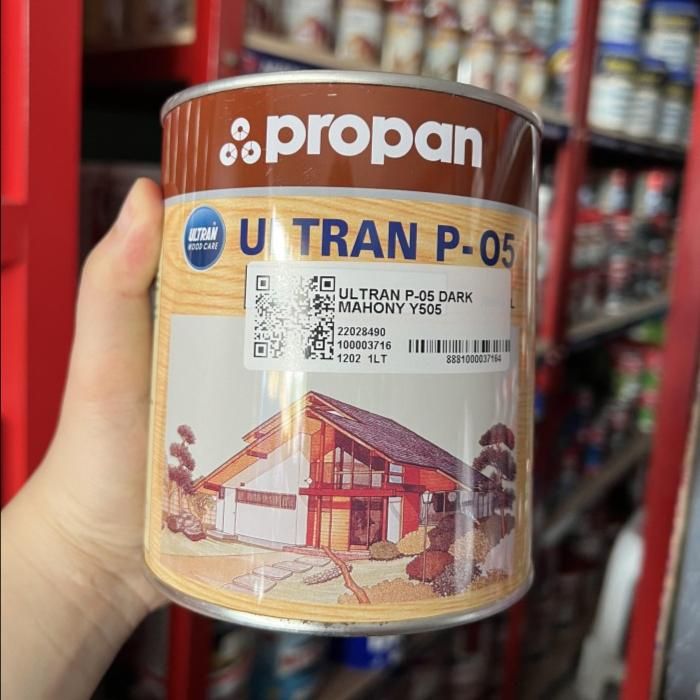 propan
ULTRAN
WOOD CARE
ULTRAN P-05
ULTRAN P-05 DARK
MAHONY Y505
22028490
100003716
1202 1LT
8881000037164